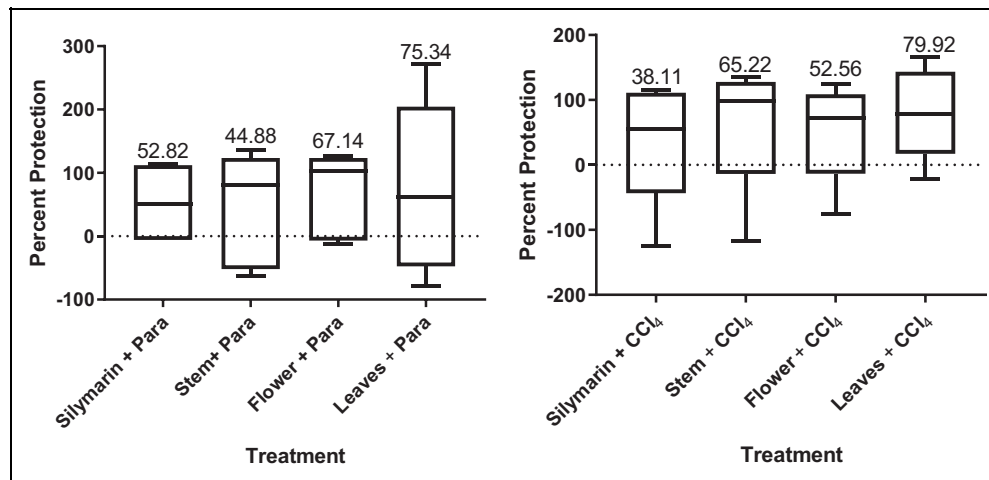 Percent Protection
300
200
100
0
-100
52.82
44.88
67.14
75.34
Silymarin + Para
Stem+ Para
Flower + Para
Leaves + Para
Treatment
Percent Protection
200
100
0
-100
-200
38.11
65.22
52.56
79.92
Silymarin + CCl₄
Stem + CCl₄
Flower + CCl₄
Leaves + CCl₄
Treatment